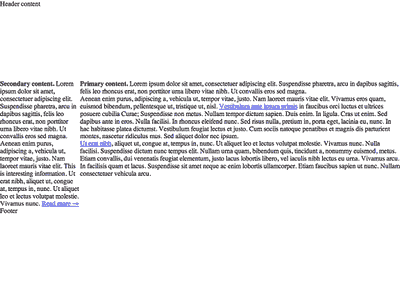 Header content
Secondary content. Lorem
ipsum dolor sit amet,
consectetuer adipiscing elit.
Suspendisse pharetra, arcu in
dapibus sagittis, felis leo
rhoncus erat, non porttitor
urna libero vitae nibh. Ut
convallis eros sed magna.
Aenean enim purus,
adipiscing a, vehicula ut,
tempor vitae, justo. Nam
laoreet mauris vitae elit. This
is interesting information. Ut
erat nibh, aliquet ut, congue
at, tempus in, nunc. Ut aliquet
leo et lectus volutpat molestie.
Vivamus nunc. Read more →
Primary content. Lorem ipsum dolor sit amet, consectetuer adipiscing elit. Suspendisse pharetra, arcu in dapibus sagittis,
felis leo rhoncus erat, non porttitor urna libero vitae nibh. Ut convallis eros sed magna.
Aenean enim purus, adipiscing a, vehicula ut, tempor vitae, justo. Nam laoreet mauris vitae elit. Vivamus eros quam,
euismod bibendum, pellentesque ut, tristique ut, nisl. Vestibulum ante ipsum primis in faucibus orci luctus et ultrices
posuere cubilia Curae; Suspendisse non metus. Nullam tempor dictum sapien. Duis enim. In ligula. Cras ut enim. Sed
dapibus ante in eros. Nulla facilisi. In rhoncus eleifend nunc. Sed risus nulla, pretium in, porta eget, lacinia eu, nunc. In
hac habitasse platea dictumst. Vestibulum feugiat lectus et justo. Cum sociis natoque penatibus et magnis dis parturient
montes, nascetur ridiculus mus. Sed aliquet dolor nec ipsum.
Ut erat nibh, aliquet ut, congue at, tempus in, nunc. Ut aliquet leo et lectus volutpat molestie. Vivamus nunc. Nulla
facilisi. Suspendisse dictum nunc tempus elit. Nullam urna quam, bibendum quis, tincidunt a, nonummy euismod, metus.
Etiam convallis, dui venenatis feugiat elementum, justo lacus lobortis libero, vel iaculis nibh lectus eu urna. Vivamus arcu.
In facilisis quam et lacus. Suspendisse sit amet neque ac enim lobortis ullamcorper. Etiam tempus sapien ut nunc. Nullam
consectetuer vehicula arcu.
Footer